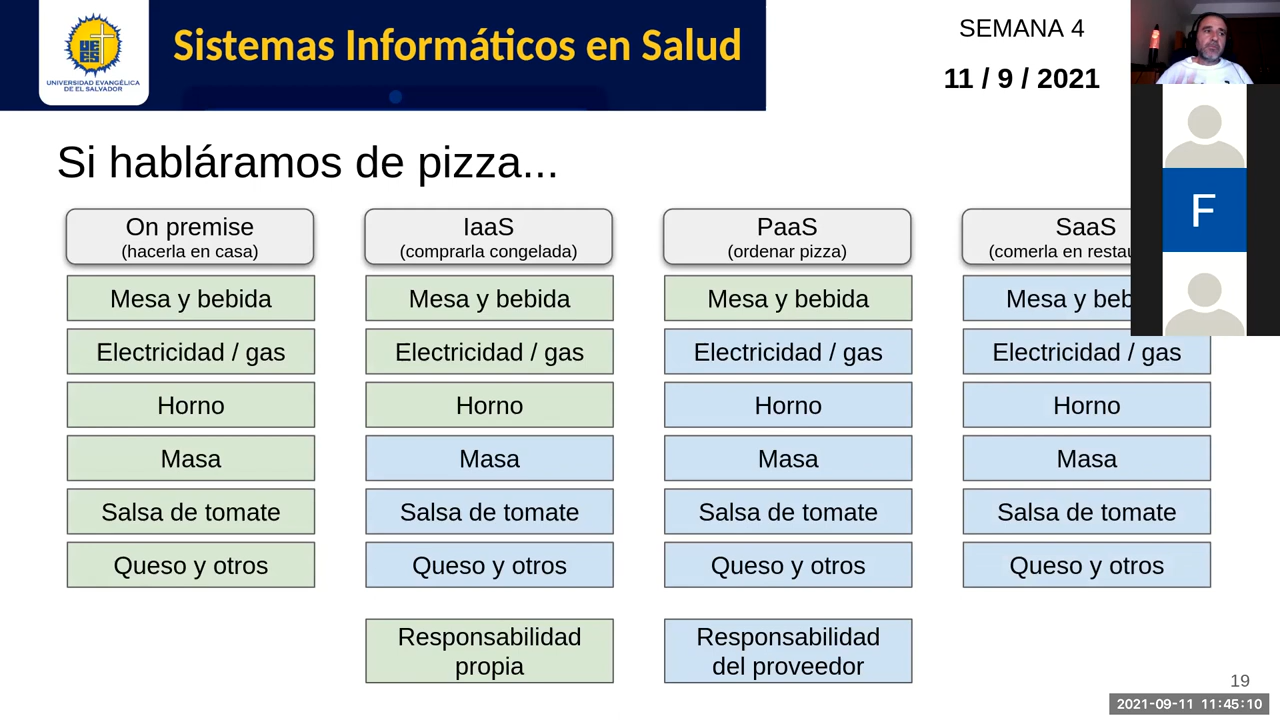 Sistemas Informáticos en Salud
UNIVERSIDAD EVANGÉLICA
DE EL SALVADOR
SEMANA 4
11 / 9 / 2021
Si habláramos de pizza...
On premise
(hacerla en casa)
Mesa y bebida
Electricidad / gas
Horno
Masa
Salsa de tomate
Queso y otros
IaaS
(comprarla congelada)
Mesa y bebida
Electricidad / gas
Horno
Masa
Salsa de tomate
Queso y otros
PaaS
(ordenar pizza)
Mesa y bebida
Electricidad / gas
Horno
Masa
Salsa de tomate
Queso y otros
SaaS
(comerla en
Mesa y
Electricidad / gas
Horno
Masa
Salsa de tomate
Queso y otros
F
Responsabilidad
propia
Responsabilidad
del proveedor
19
2021-09-11 11:45:10